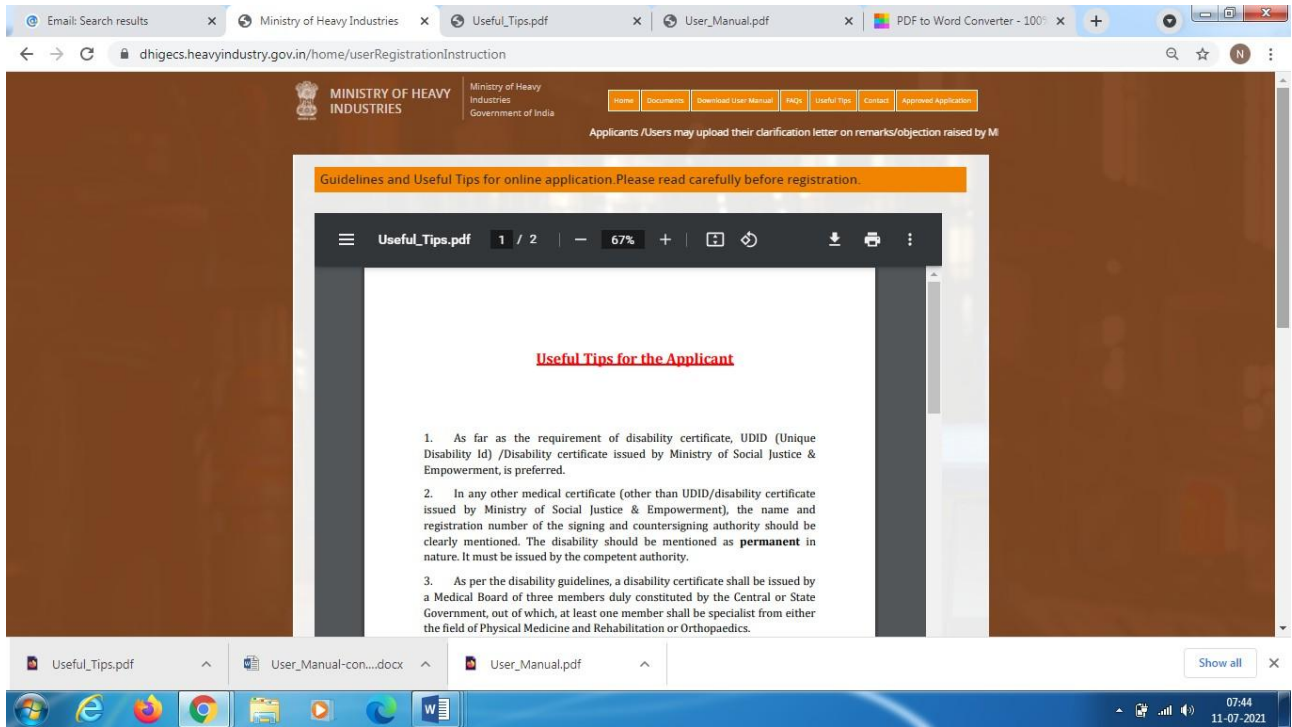 Email: Search results
Ministry of Heavy Industries
Useful_Tips.pdf
User_Manual.pdf
PDF to Word Converter - 100%
dhigecs.heavyindustry.gov.in/home/userRegistrationInstruction
N
MINISTRY OF HEAVY
INDUSTRIES
Ministry of Heavy
Industries
Government of India
Home Documents Download User Manual FAQs Useful Tips Contact Approved Application
Applicants /Users may upload their clarification letter on remarks/objection raised by M
Guidelines and Useful Tips for online application.Please read carefully before registration.
Useful_Tips.pdf 1 / 2 67%
Useful Tips for the Applicant
1. As far as the requirement of disability certificate, UDID (Unique
Disability Id) /Disability certificate issued by Ministry of Social Justice &
Empowerment, is preferred.
2. In any other medical certificate (other than UDID/disability certificate
issued by Ministry of Social Justice & Empowerment), the name and
registration number of the signing and countersigning authority should be
clearly mentioned. The disability should be mentioned as permanent in
nature. It must be issued by the competent authority.
3. As per the disability guidelines, a disability certificate shall be issued by
a Medical Board of three members duly constituted by the Central or State
Government, out of which, at least one member shall be specialist from either
the field of Physical Medicine and Rehabilitation or Orthopaedics.
Useful_Tips.pdf
User_Manual-con....docx
User_Manual.pdf
Show all
07:44
11-07-2021